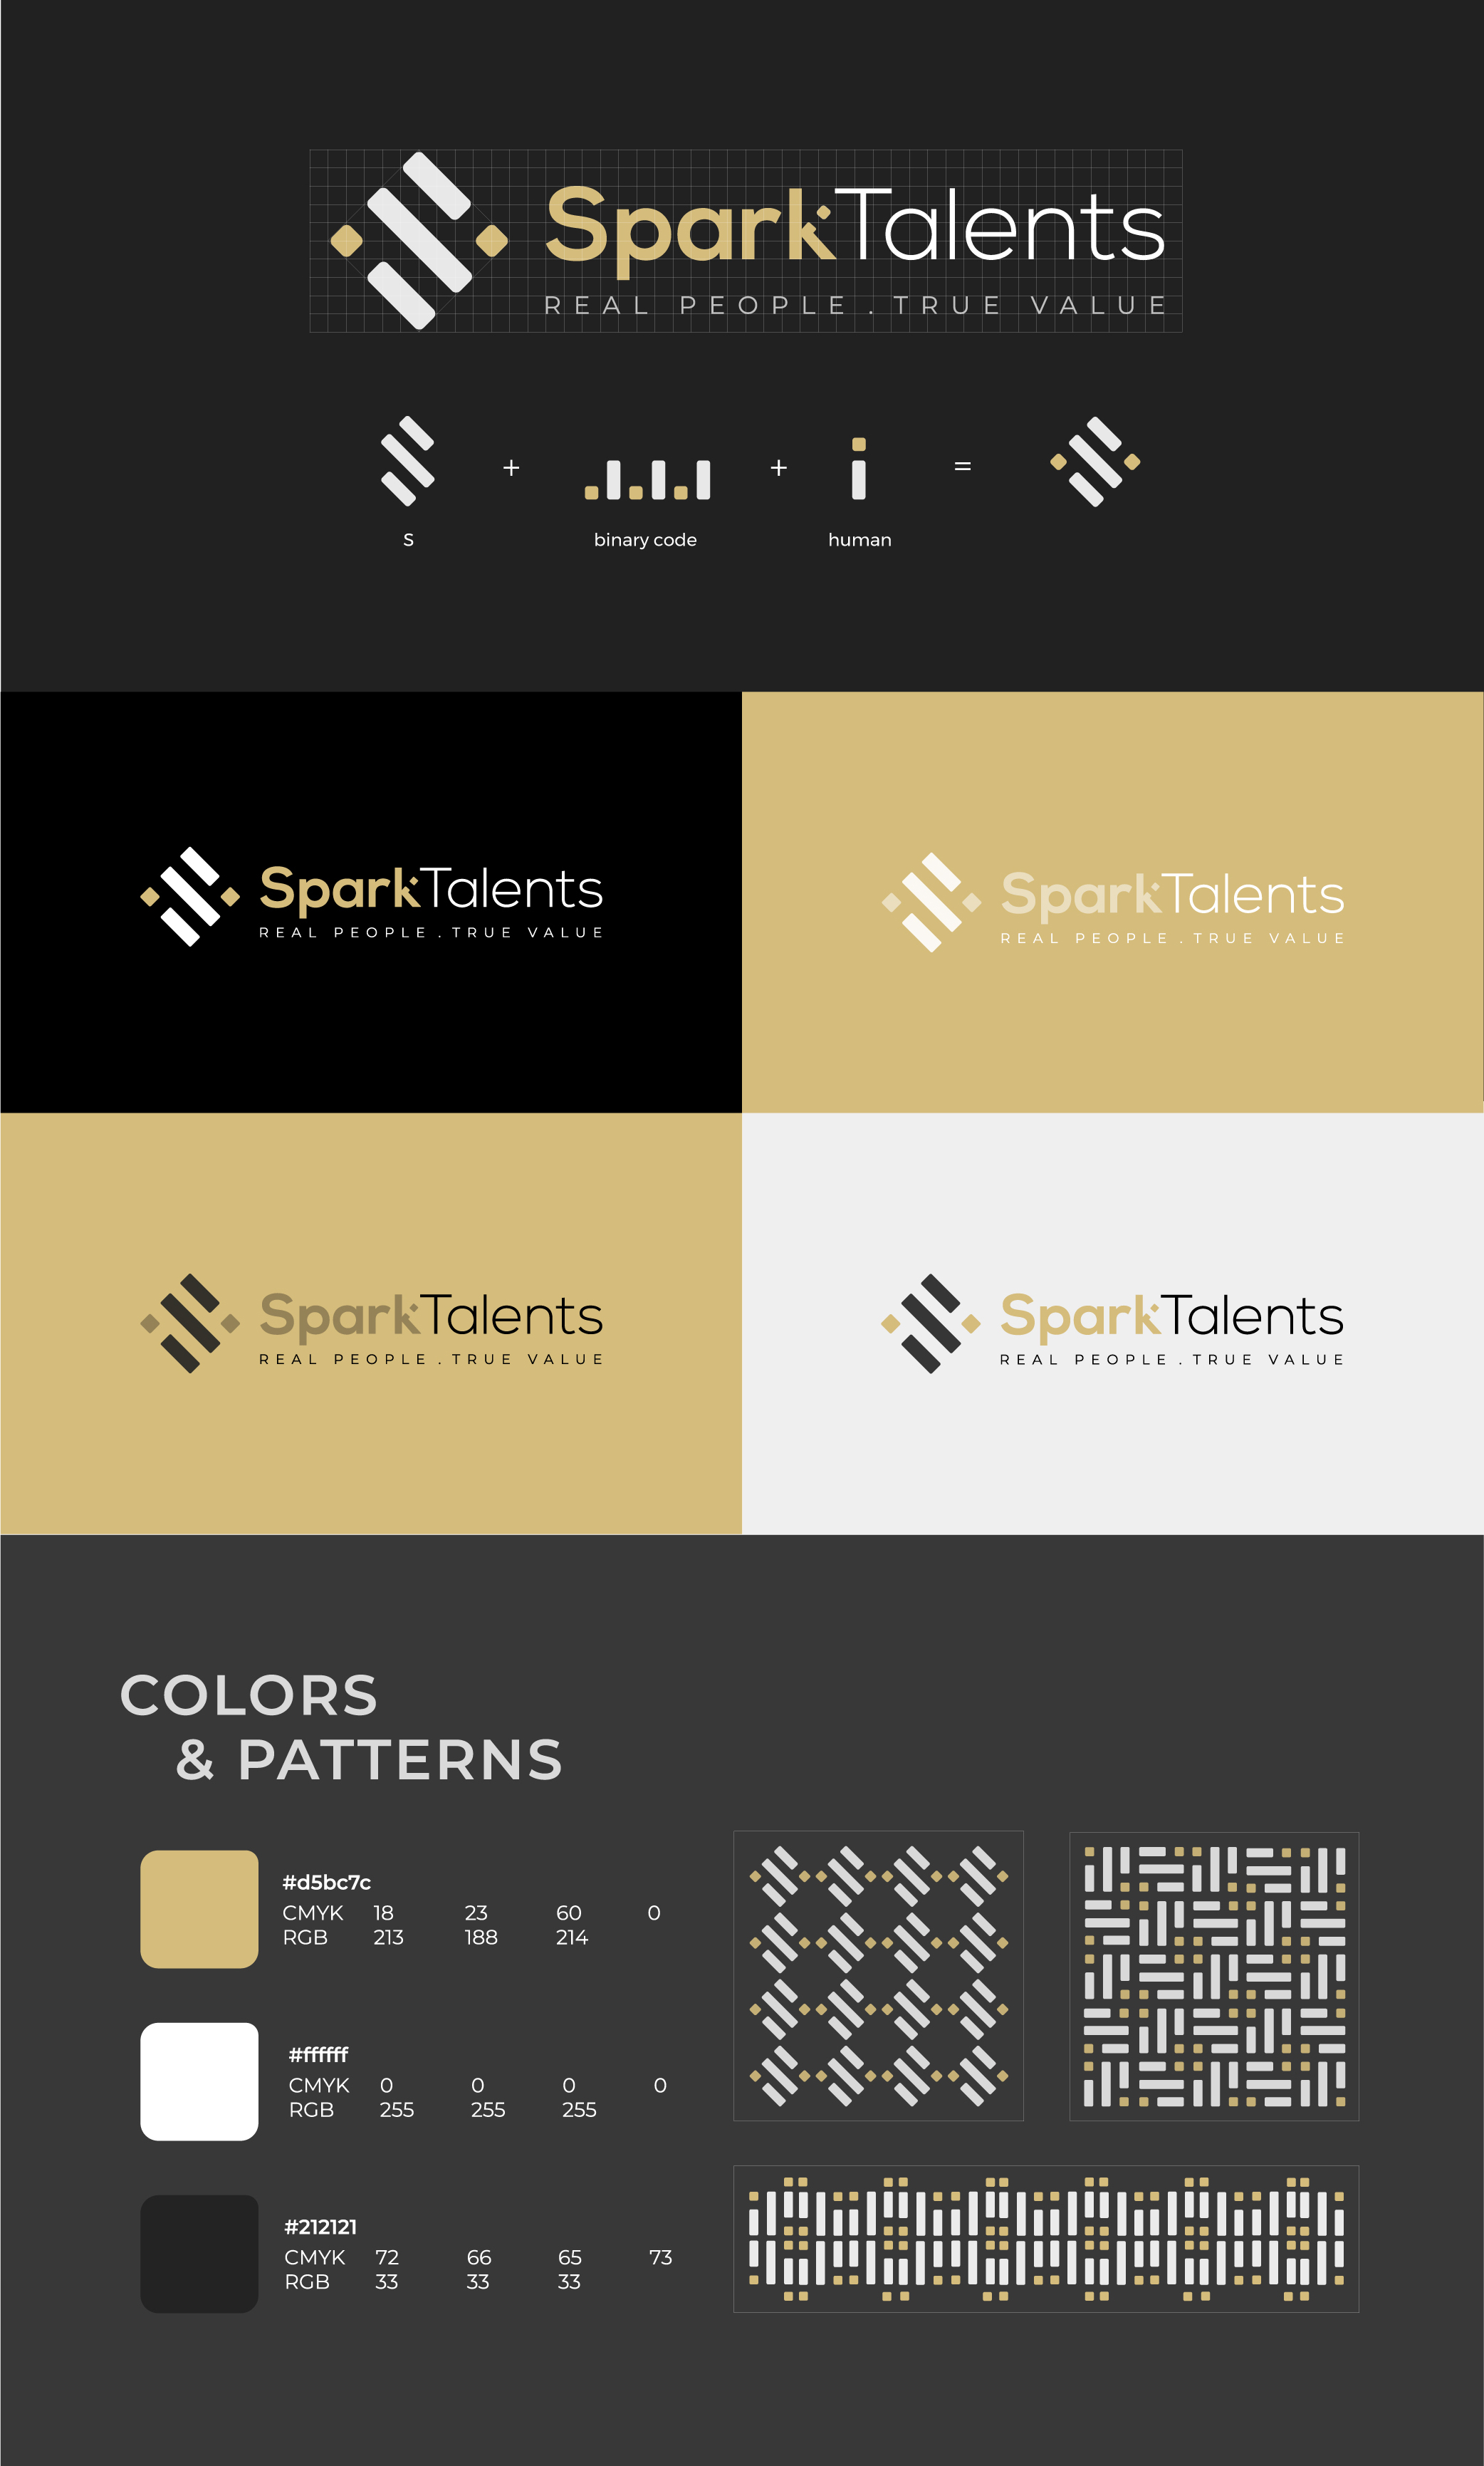 SparkTalents
REAL PEOPLE . TRUE VALUE
+ + =
S binary code human
SparkTalents
REAL PEOPLE . TRUE VALUE
SparkTalents
REAL PEOPLE . TRUE VALUE
SparkTalents
REAL PEOPLE . TRUE VALUE
SparkTalents
REAL PEOPLE . TRUE VALUE
COLORS
& PATTERNS
#d5bc7c
CMYK 18 23 60 0
RGB 213 188 214
#ffffff
CMYK 0 0 0 0
RGB 255 255 255
#212121
CMYK 72 66 65 73
RGB 33 33 33